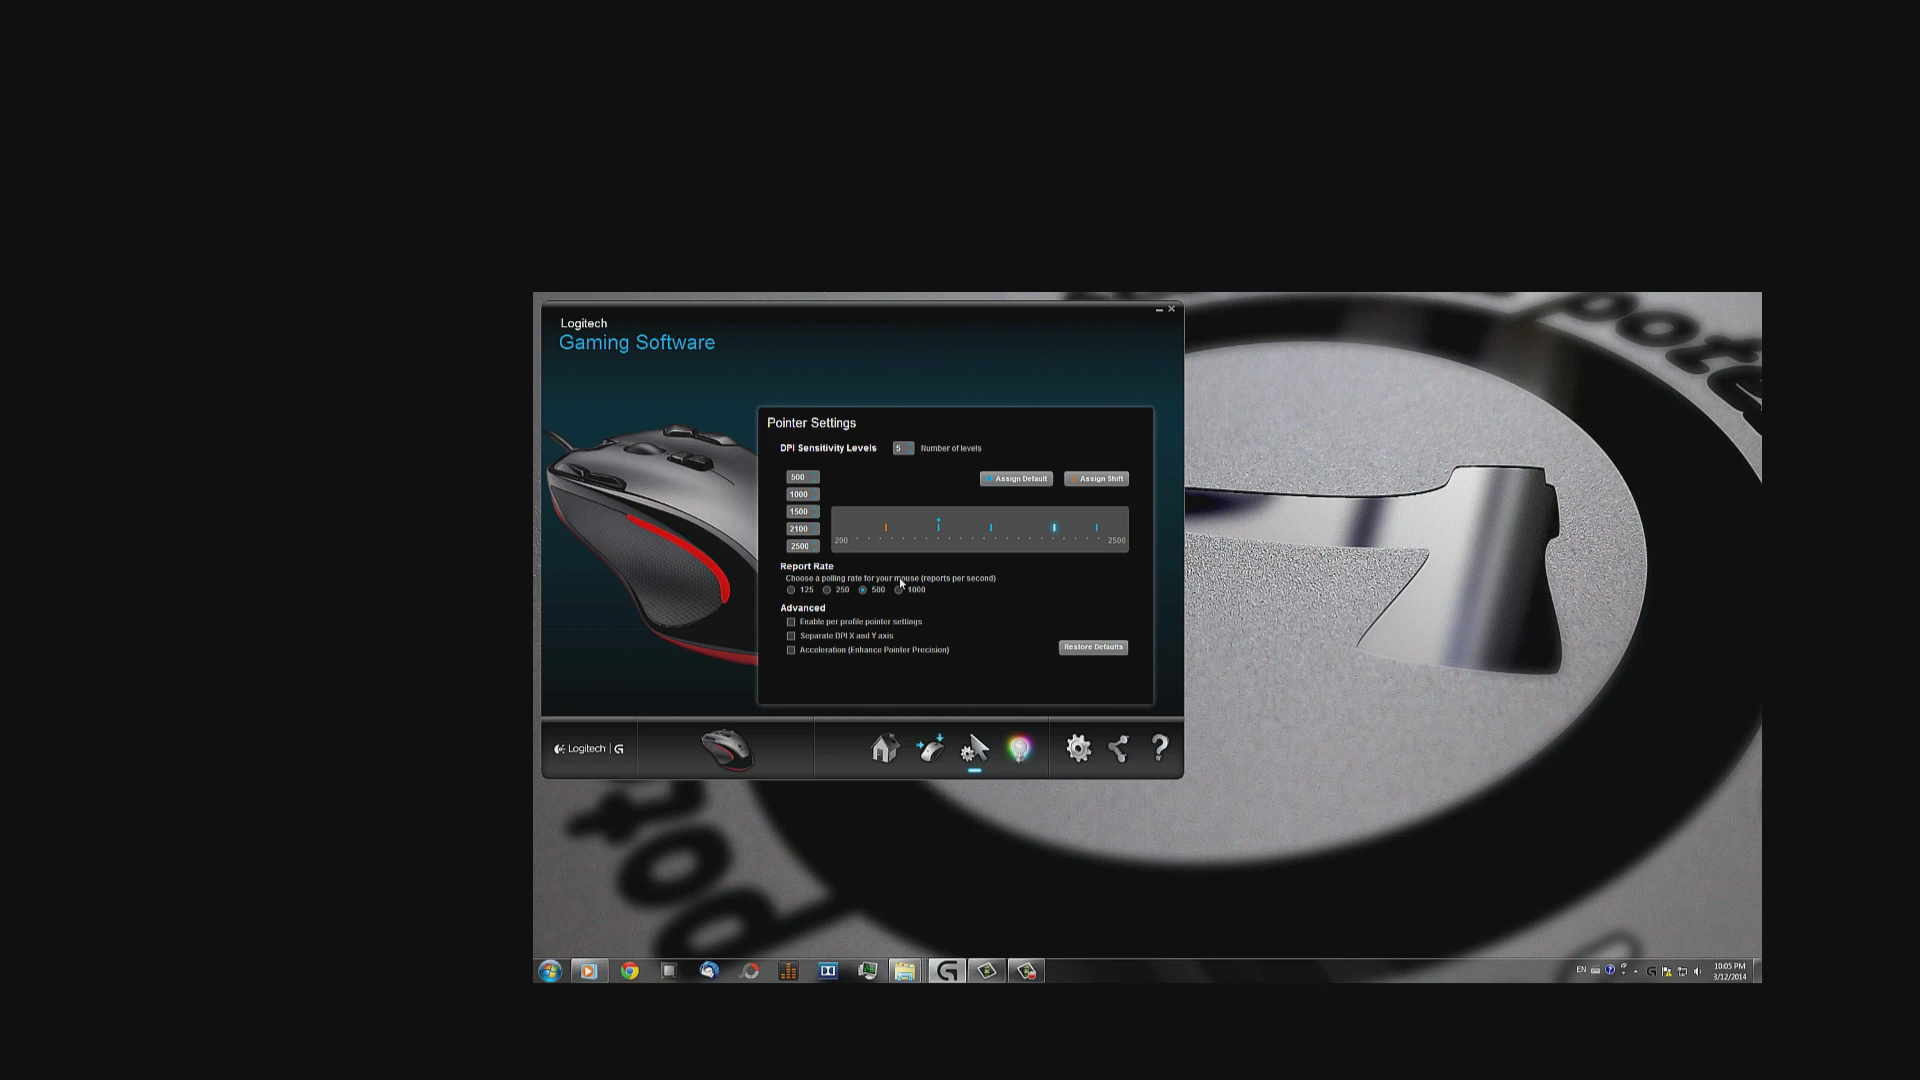 Logitech
Gaming Software
Pointer Settings
DPI Sensitivity Levels 5 Number of levels
500
Assign Default Assign Shift
1000
1500
2100
2500
200 2500
Report Rate
Choose a polling rate for your mouse (reports per second)
125 250 500 1000
Advanced
Enable per profile pointer settings
Separate DPI X and Y axis
Acceleration (Enhance Pointer Precision)
Restore Defaults
Logitech | G
EN
10:05 PM
3/12/2014